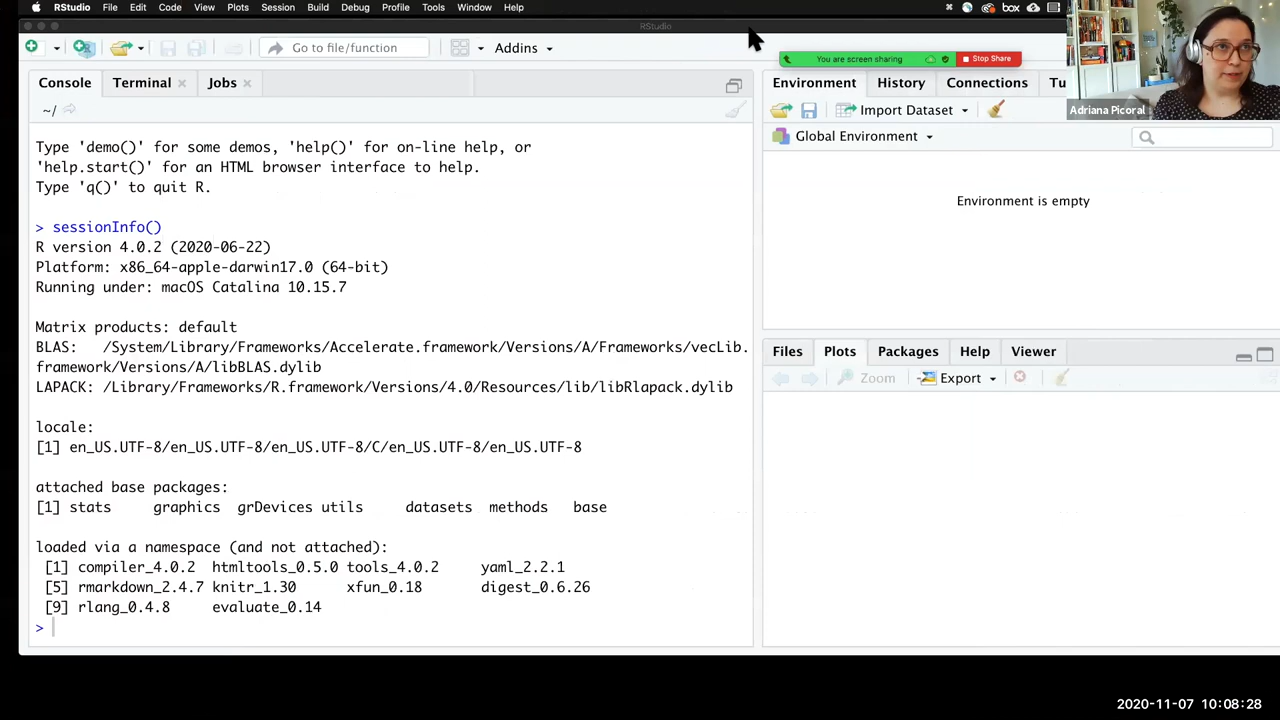 RStudio File Edit Code View Plots Session Build Debug Profile Tools Window Help
box
RStudio
Go to file/function
Addins
You are screen sharing
Stop Share
Adriana Picoral
Console Terminal Jobs
~/
Type 'demo()' for some demos, 'help()' for on-line help, or
'help.start()' for an HTML browser interface to help.
Type 'q()' to quit R.
> sessionInfo()
R version 4.0.2 (2020-06-22)
Platform: x86_64-apple-darwin17.0 (64-bit)
Running under: macOS Catalina 10.15.7
Matrix products: default
BLAS:   /System/Library/Frameworks/Accelerate.framework/Versions/A/Frameworks/vecLib.
framework/Versions/A/libBLAS.dylib
LAPACK: /Library/Frameworks/R.framework/Versions/4.0/Resources/lib/libRlapack.dylib
locale:
[1] en_US.UTF-8/en_US.UTF-8/en_US.UTF-8/C/en_US.UTF-8/en_US.UTF-8
attached base packages:
[1] stats     graphics  grDevices utils     datasets  methods   base
loaded via a namespace (and not attached):
[1] compiler_4.0.2  htmltools_0.5.0 tools_4.0.2     yaml_2.2.1
[5] rmarkdown_2.4.7 knitr_1.30      xfun_0.18       digest_0.6.26
[9] rlang_0.4.8     evaluate_0.14
>
Environment History Connections Tu
Import Dataset
Global Environment
Environment is empty
Files Plots Packages Help Viewer
Zoom Export
2020-11-07 10:08:28